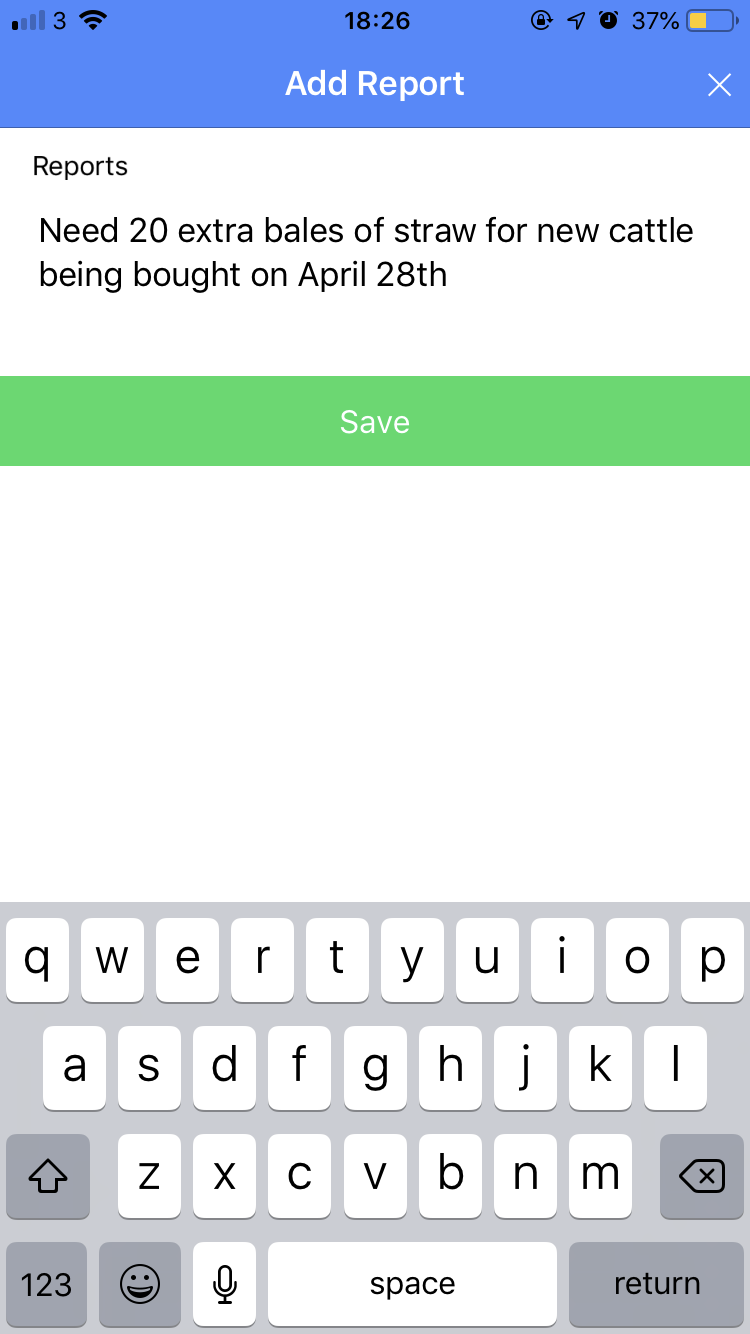 3 18:26 37%
Add Report
Reports
Need 20 extra bales of straw for new cattle
being bought on April 28th
Save
q w e r t y u i o p
a s d f g h j k l
z x c v b n m
123 space return